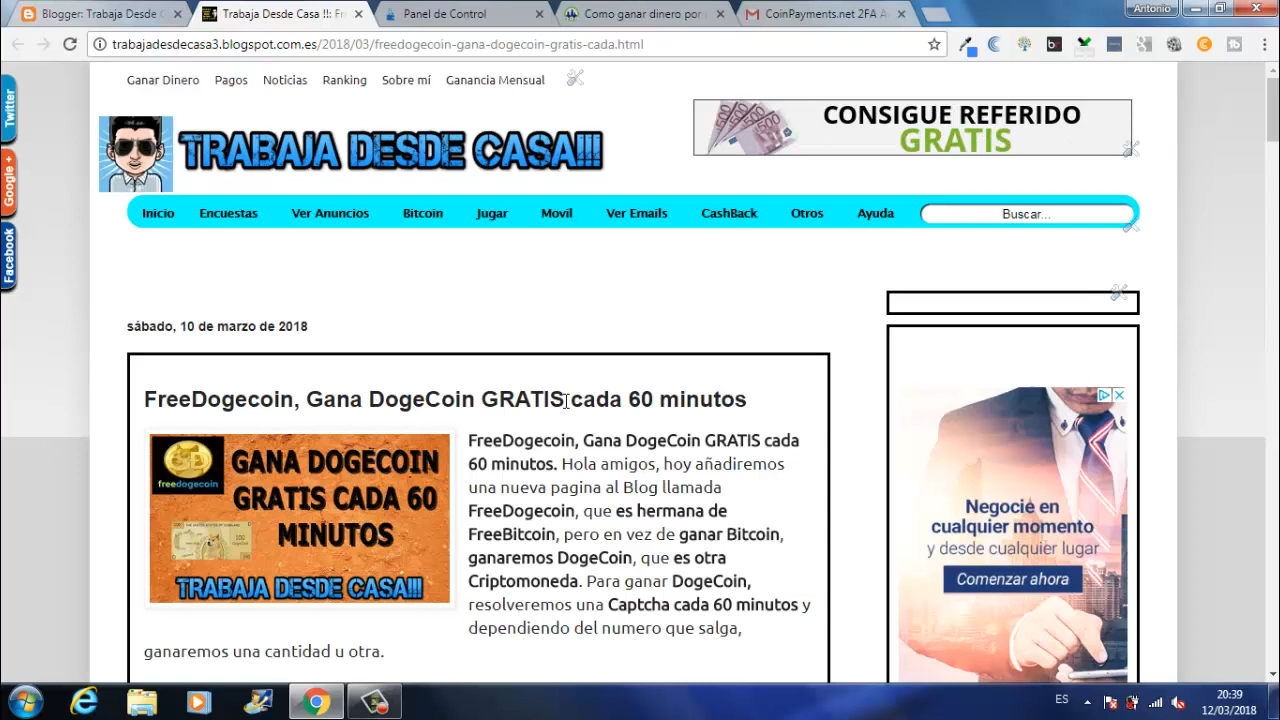 Blogger: Trabaja Desde C
Trabaja Desde Casa !!!: Fr
Panel de Control
Como ganar dinero por
CoinPayments.net 2FA A
Antonio
trabajadesdecasa3.blogspot.com.es/2018/03/freedogecoin-gana-dogecoin-gratis-cada.html
Ganar Dinero Pagos Noticias Ranking Sobre mí Ganancia Mensual
Twitter
Google +
Facebook
TRABAJA DESDE CASA!!!
CONSIGUE REFERIDO
GRATIS
Inicio Encuestas Ver Anuncios Bitcoin Jugar Movil Ver Emails CashBack Otros Ayuda Buscar...
sábado, 10 de marzo de 2018
FreeDogecoin, Gana DogeCoin GRATIS cada 60 minutos
freedogecoin
GANA DOGECOIN
GRATIS CADA 60
MINUTOS
TRABAJA DESDE CASA!!!
FreeDogecoin, Gana DogeCoin GRATIS cada
60 minutos. Hola amigos, hoy añadiremos
una nueva pagina al Blog llamada
FreeDogecoin, que es hermana de
FreeBitcoin, pero en vez de ganar Bitcoin,
ganaremos DogeCoin, que es otra
Criptomoneda. Para ganar DogeCoin,
resolveremos una Captcha cada 60 minutos y
dependiendo del numero que salga,
ganaremos una cantidad u otra.
Negocie en
cualquier momento
y desde cualquier lugar
Comenzar ahora
ES
20:39
12/03/2018